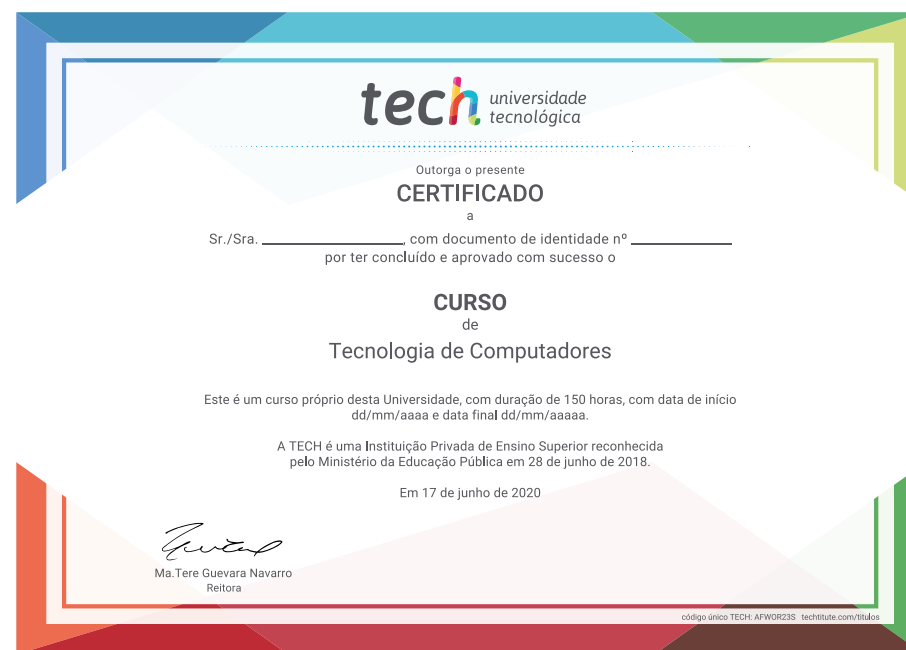 tech universidade
tecnológica
Outorga o presente
CERTIFICADO
a
Sr./Sra. ____________________, com documento de identidade nº ______________
por ter concluído e aprovado com sucesso o
CURSO
de
Tecnologia de Computadores
Este é um curso próprio desta Universidade, com duração de 150 horas, com data de início
dd/mm/aaaa e data final dd/mm/aaaaa.
A TECH é uma Instituição Privada de Ensino Superior reconhecida
pelo Ministério da Educação Pública em 28 de junho de 2018.
Em 17 de junho de 2020
Ma.Tere Guevara Navarro
Reitora
código único TECH: AFWOR23S techtitute.com/titulos